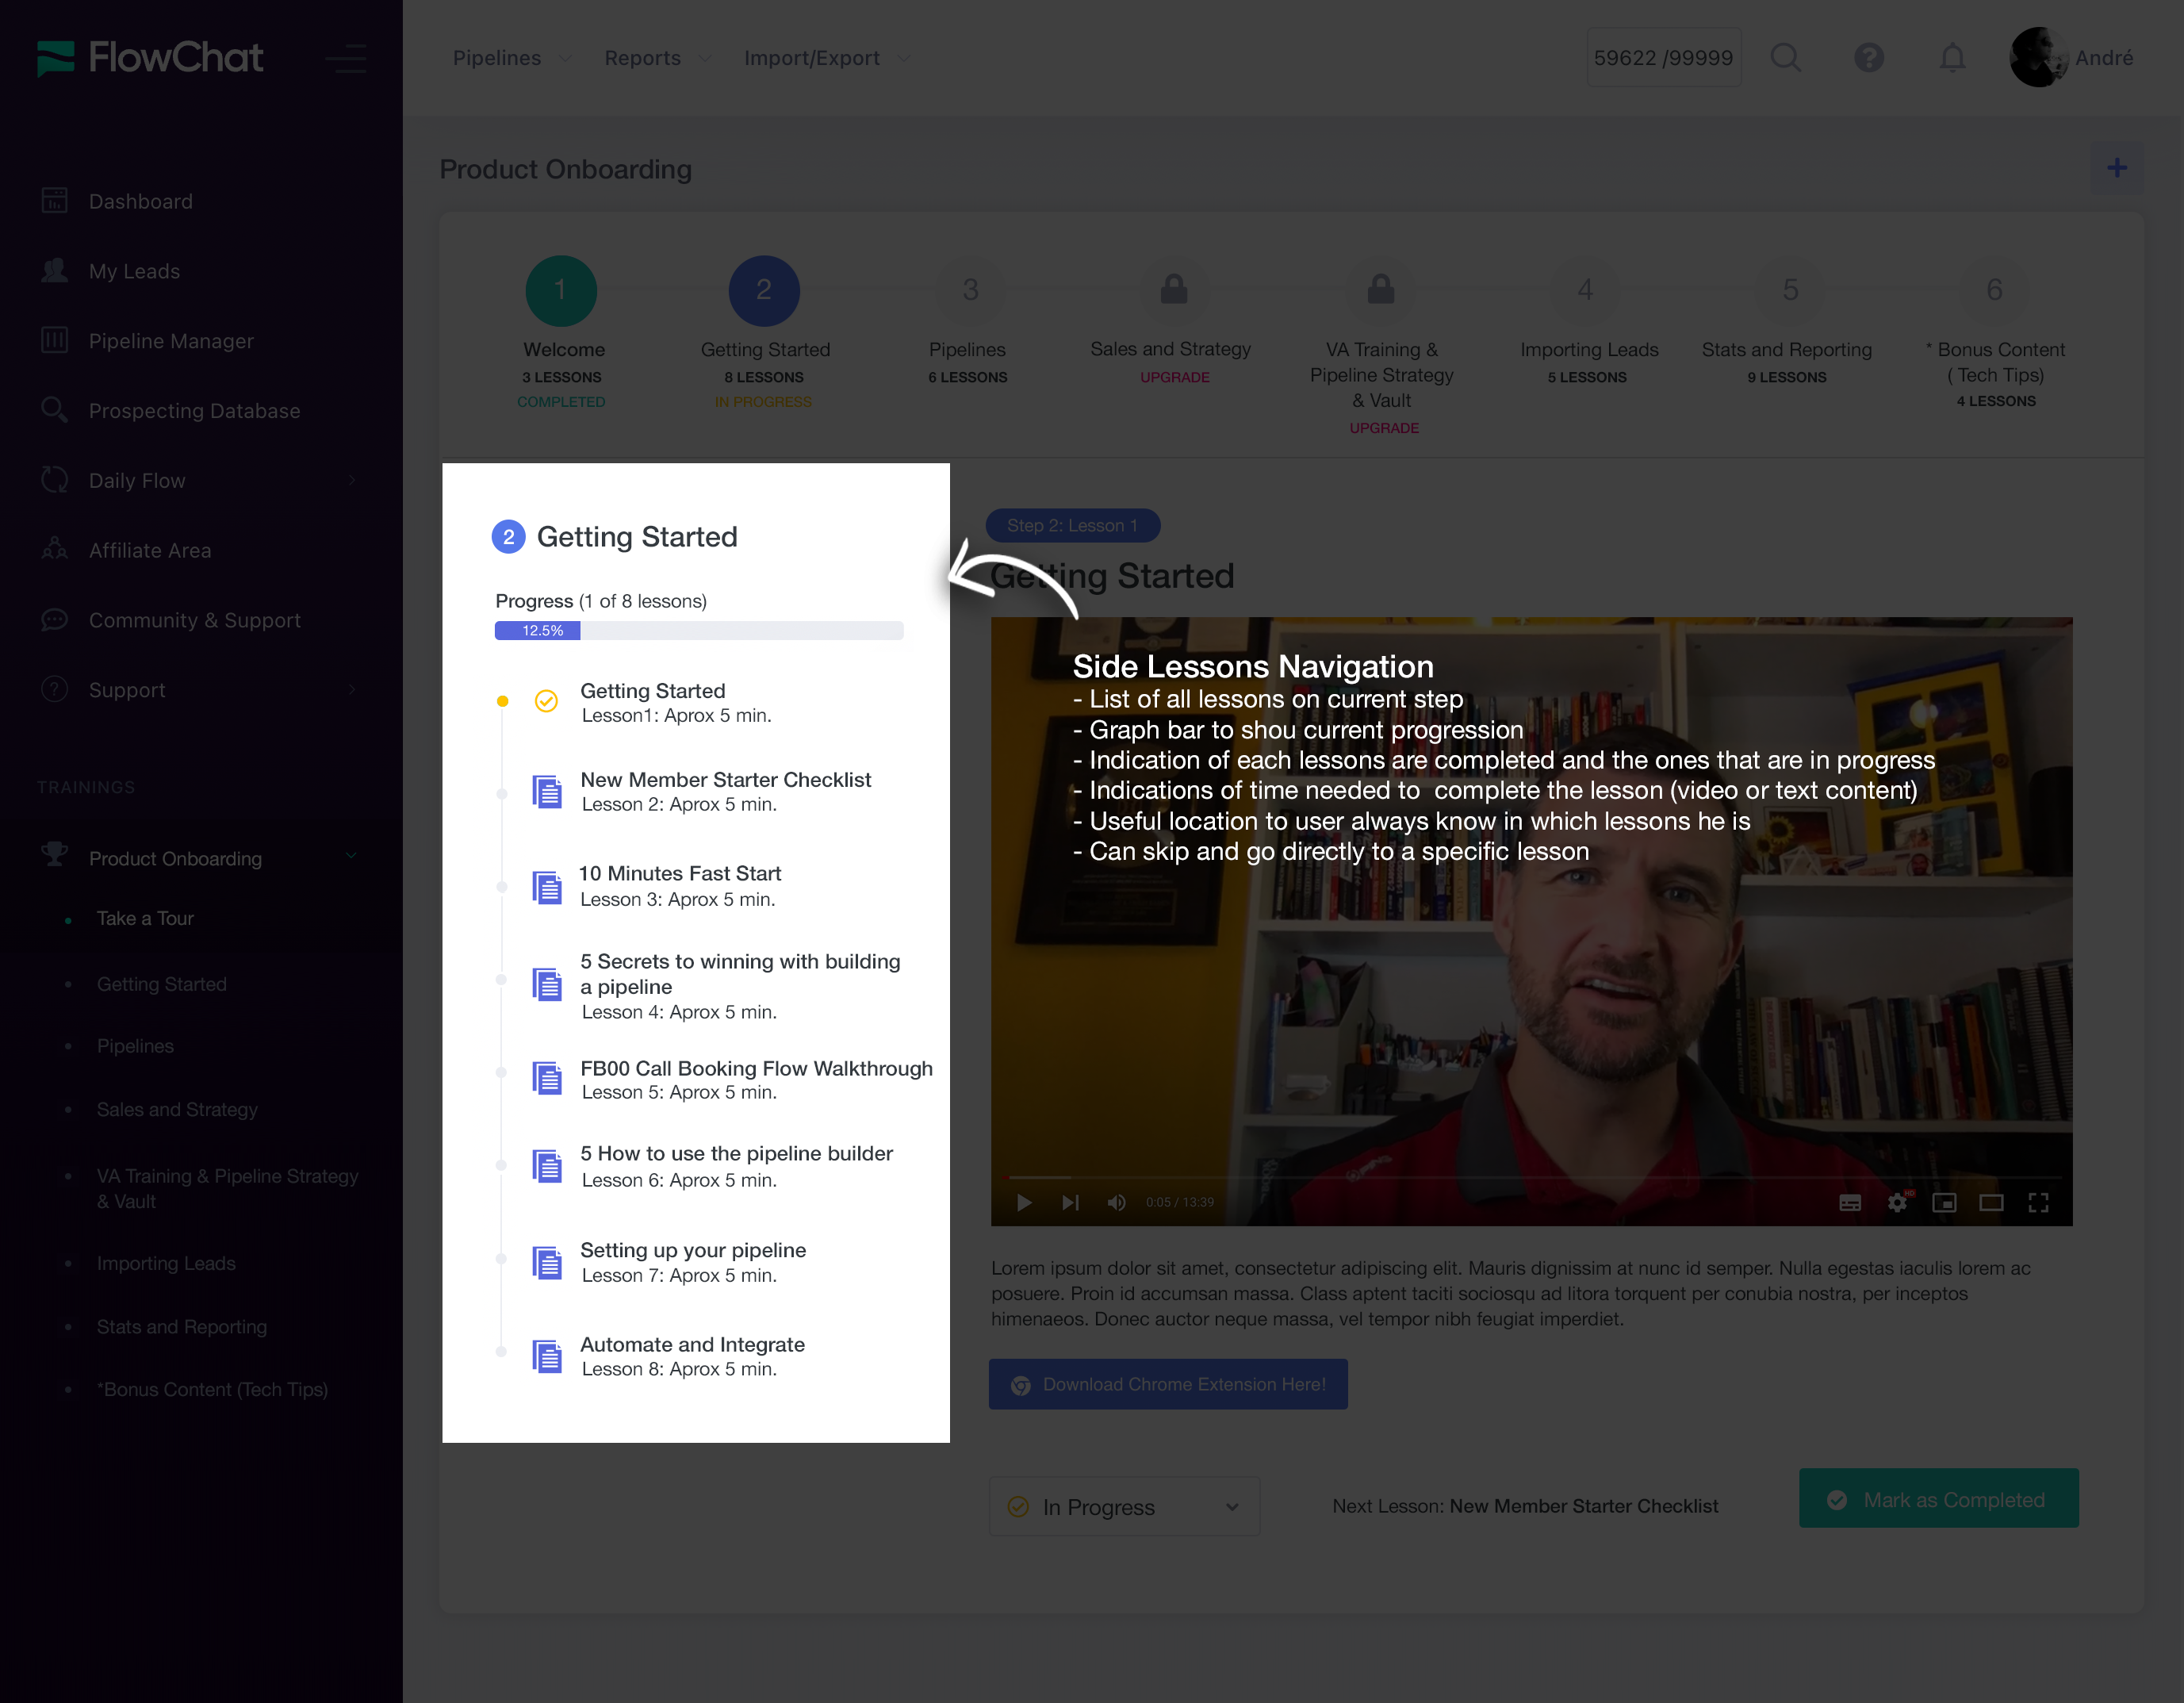 FlowChat
Pipelines
Reports
Import/Export
59622 /99999
André
Dashboard
My Leads
Pipeline Manager
Prospecting Database
Daily Flow
Affiliate Area
Community & Support
Support
TRAININGS
Product Onboarding
Take a Tour
Getting Started
Pipelines
Sales and Strategy
VA Training & Pipeline Strategy
& Vault
Importing Leads
Stats and Reporting
*Bonus Content (Tech Tips)
Product Onboarding
1
Welcome
3 LESSONS
COMPLETED
2
Getting Started
8 LESSONS
IN PROGRESS
3
Pipelines
6 LESSONS
Sales and Strategy
UPGRADE
VA Training &
Pipeline Strategy
& Vault
UPGRADE
4
Importing Leads
5 LESSONS
5
Stats and Reporting
9 LESSONS
6
* Bonus Content
( Tech Tips)
4 LESSONS
2 Getting Started
Progress (1 of 8 lessons)
12.5%
Getting Started
Lesson1: Aprox 5 min.
New Member Starter Checklist
Lesson 2: Aprox 5 min.
10 Minutes Fast Start
Lesson 3: Aprox 5 min.
5 Secrets to winning with building
a pipeline
Lesson 4: Aprox 5 min.
FB00 Call Booking Flow Walkthrough
Lesson 5: Aprox 5 min.
5 How to use the pipeline builder
Lesson 6: Aprox 5 min.
Setting up your pipeline
Lesson 7: Aprox 5 min.
Automate and Integrate
Lesson 8: Aprox 5 min.
Step 2: Lesson 1
Getting Started
Side Lessons Navigation
- List of all lessons on current step
- Graph bar to shou current progression
- Indication of each lessons are completed and the ones that are in progress
- Indications of time needed to  complete the lesson (video or text content)
- Useful location to user always know in which lessons he is
- Can skip and go directly to a specific lesson
0:05 / 13:39
HD
Lorem ipsum dolor sit amet, consectetur adipiscing elit. Mauris dignissim at nunc id semper. Nulla egestas iaculis lorem ac
posuere. Proin id accumsan massa. Class aptent taciti sociosqu ad litora torquent per conubia nostra, per inceptos
himenaeos. Donec auctor neque massa, vel tempor nibh feugiat imperdiet.
Download Chrome Extension Here!
In Progress
Next Lesson: New Member Starter Checklist
Mark as Completed